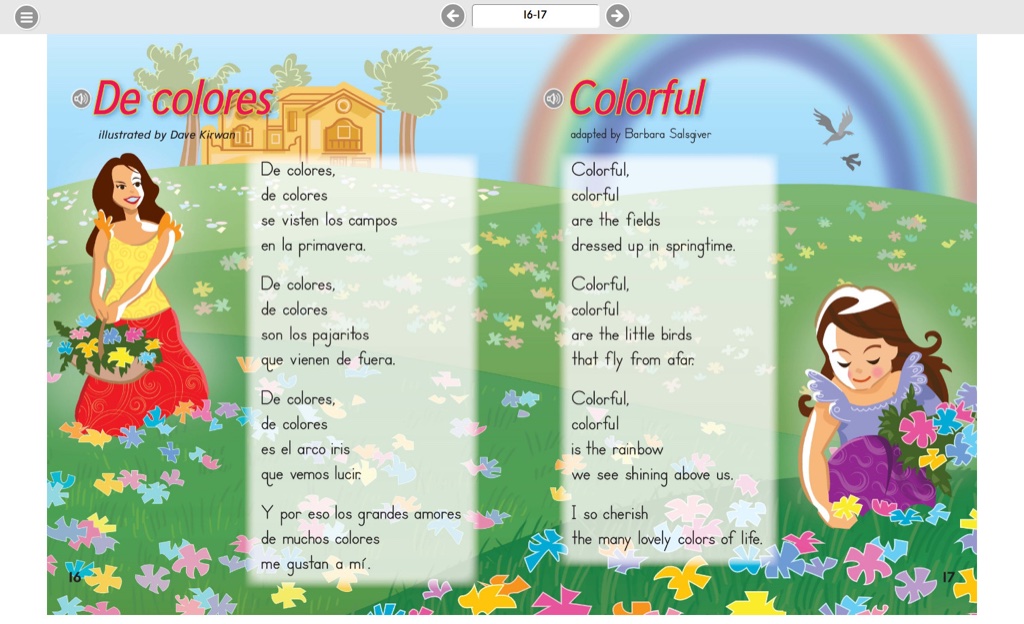 16-17
De colores
illustrated by Dave Kirwan
De colores,
de colores
se visten los campos
en la primavera.
De colores,
de colores
son los pajaritos
que vienen de fuera.
De colores,
de colores
es el arco iris
que vemos lucir.
Y por eso los grandes amores
de muchos colores
me gustan a mí.
16
Colorful
adapted by Barbara Salsgiver
Colorful,
colorful
are the fields
dressed up in springtime.
Colorful,
colorful
are the little birds
that fly from afar.
Colorful,
colorful
is the rainbow
we see shining above us.
I so cherish
the many lovely colors of life.
17